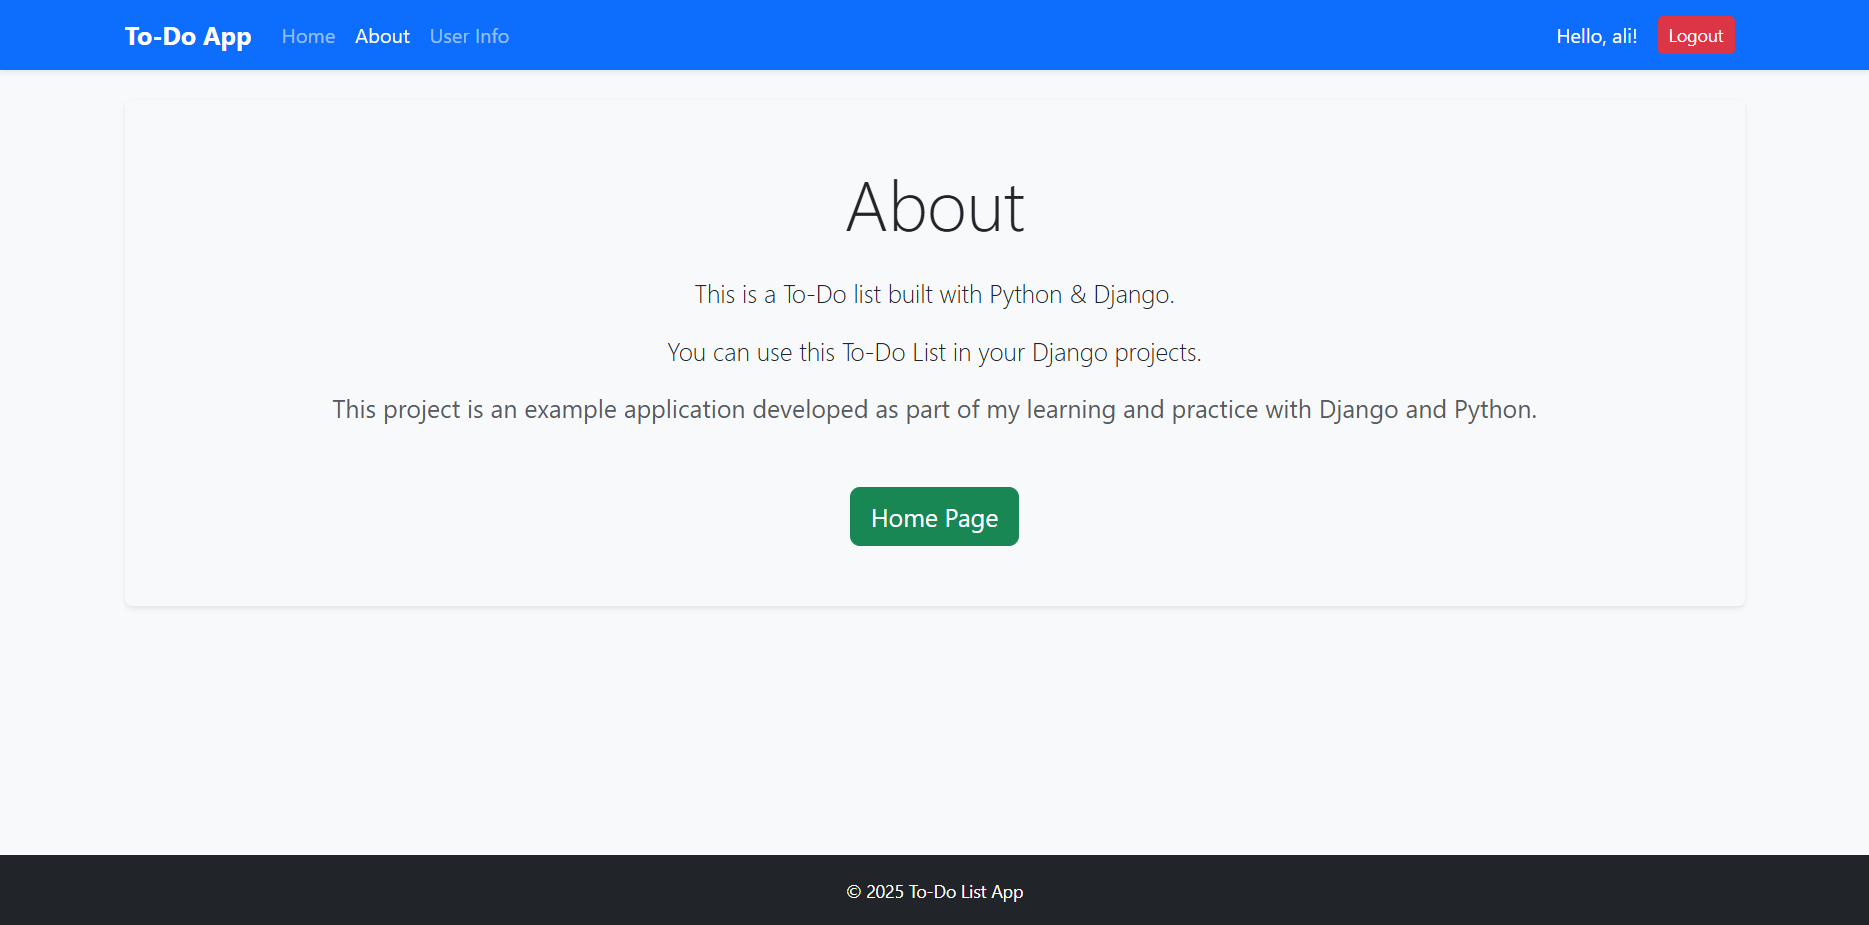 To-Do App Home About User Info Hello, ali! Logout
About
This is a To-Do list built with Python & Django.
You can use this To-Do List in your Django projects.
This project is an example application developed as part of my learning and practice with Django and Python.
Home Page
© 2025 To-Do List App